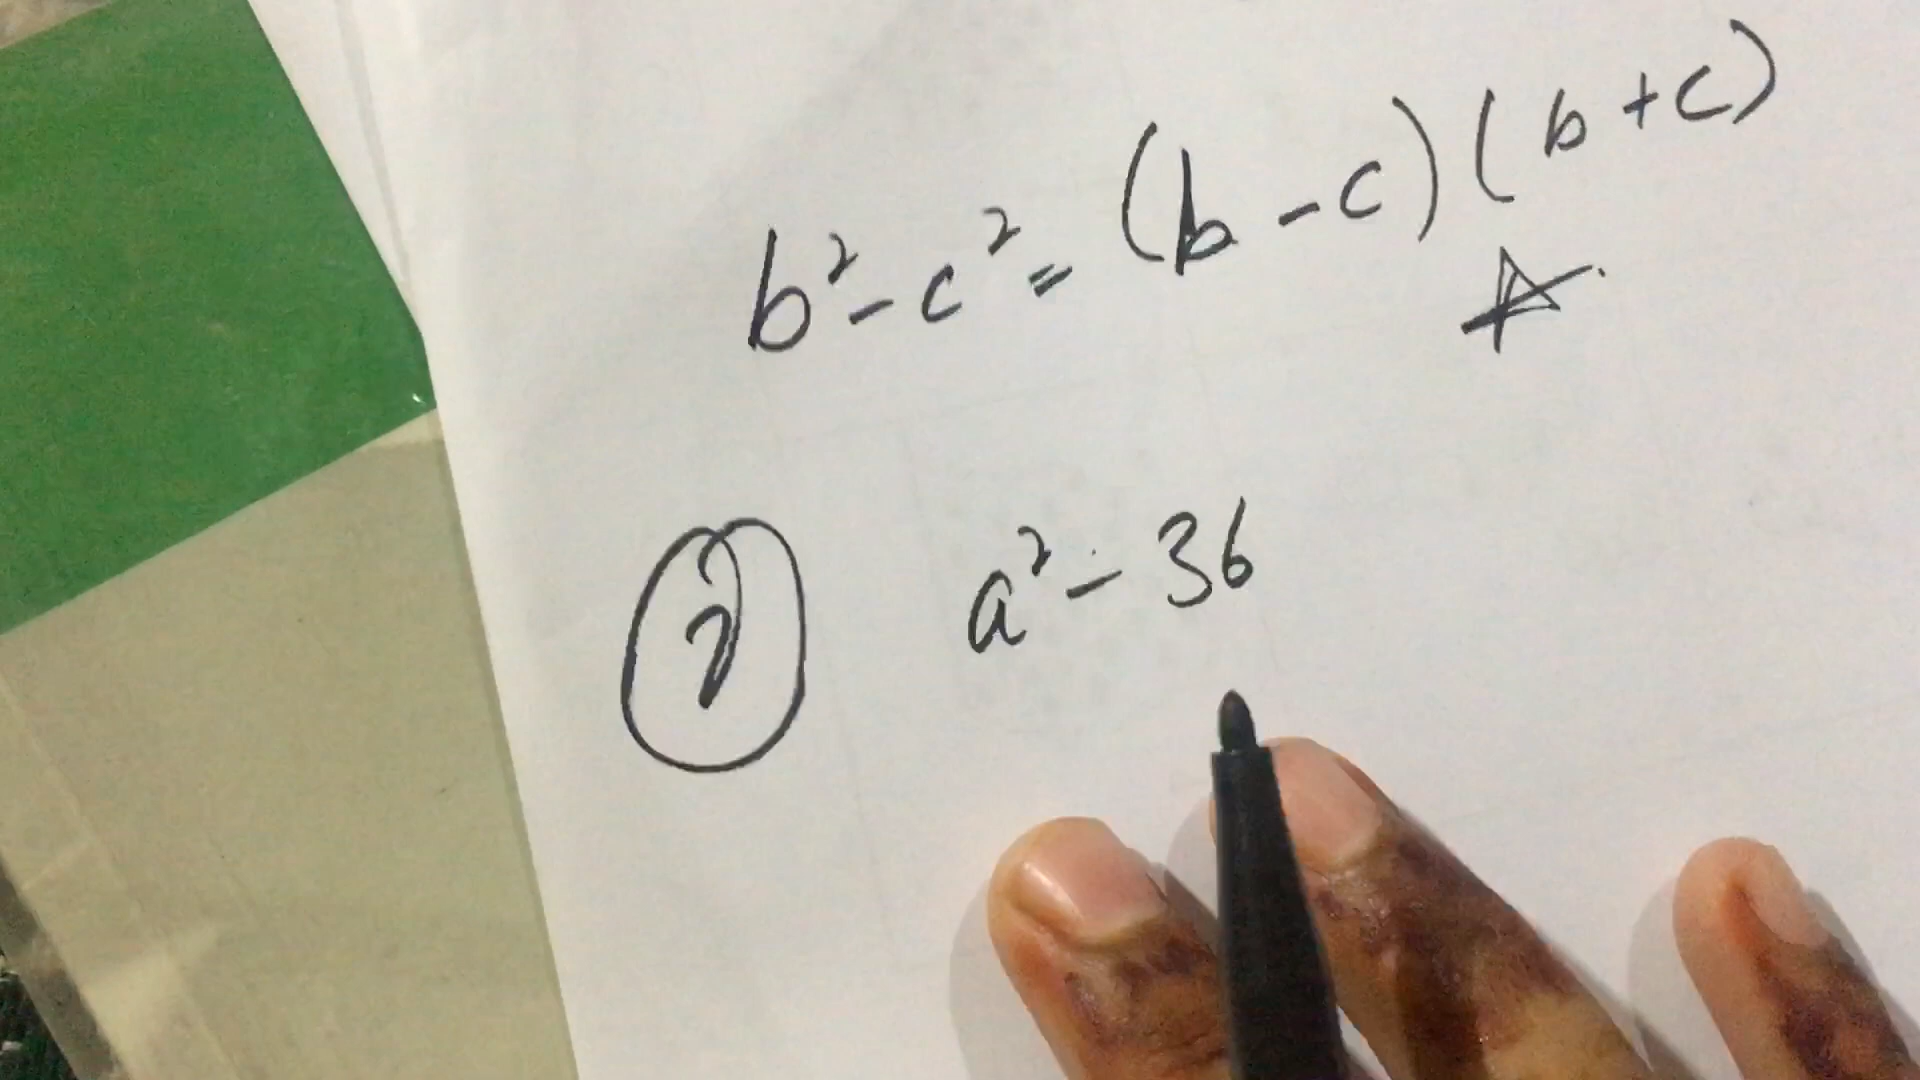 b² - c² = (b - c) (b + c)
a² - 36